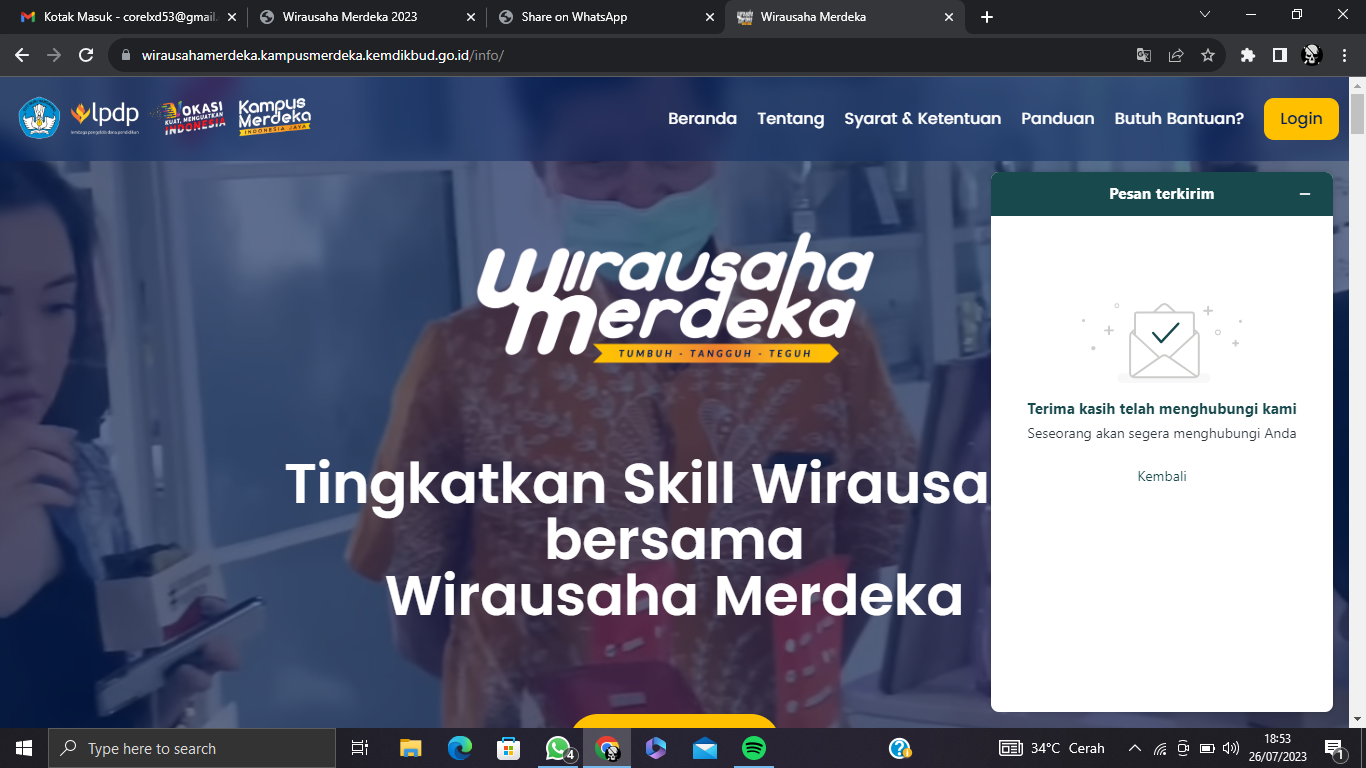 Kotak Masuk - corelxd53@gmail.
Wirausaha Merdeka 2023
Share on WhatsApp
Wirausaha Merdeka
wirausahamerdeka.kampusmerdeka.kemdikbud.go.id/info/
lpdp
lembaga pengelola dana pendidikan
VOKASI
KUAT, MENGUATKAN
INDONESIA
Kampus
Merdeka
INDONESIA JAYA
Beranda
Tentang
Syarat & Ketentuan
Panduan
Butuh Bantuan?
Login
Wirausaha
merdeka
TUMBUH - TANGGUH - TEGUH
Tingkatkan Skill Wirausa
bersama
Wirausaha Merdeka
Pesan terkirim
Terima kasih telah menghubungi kami
Seseorang akan segera menghubungi Anda
Kembali
Type here to search
4
34°C Cerah
18:53
26/07/2023
1